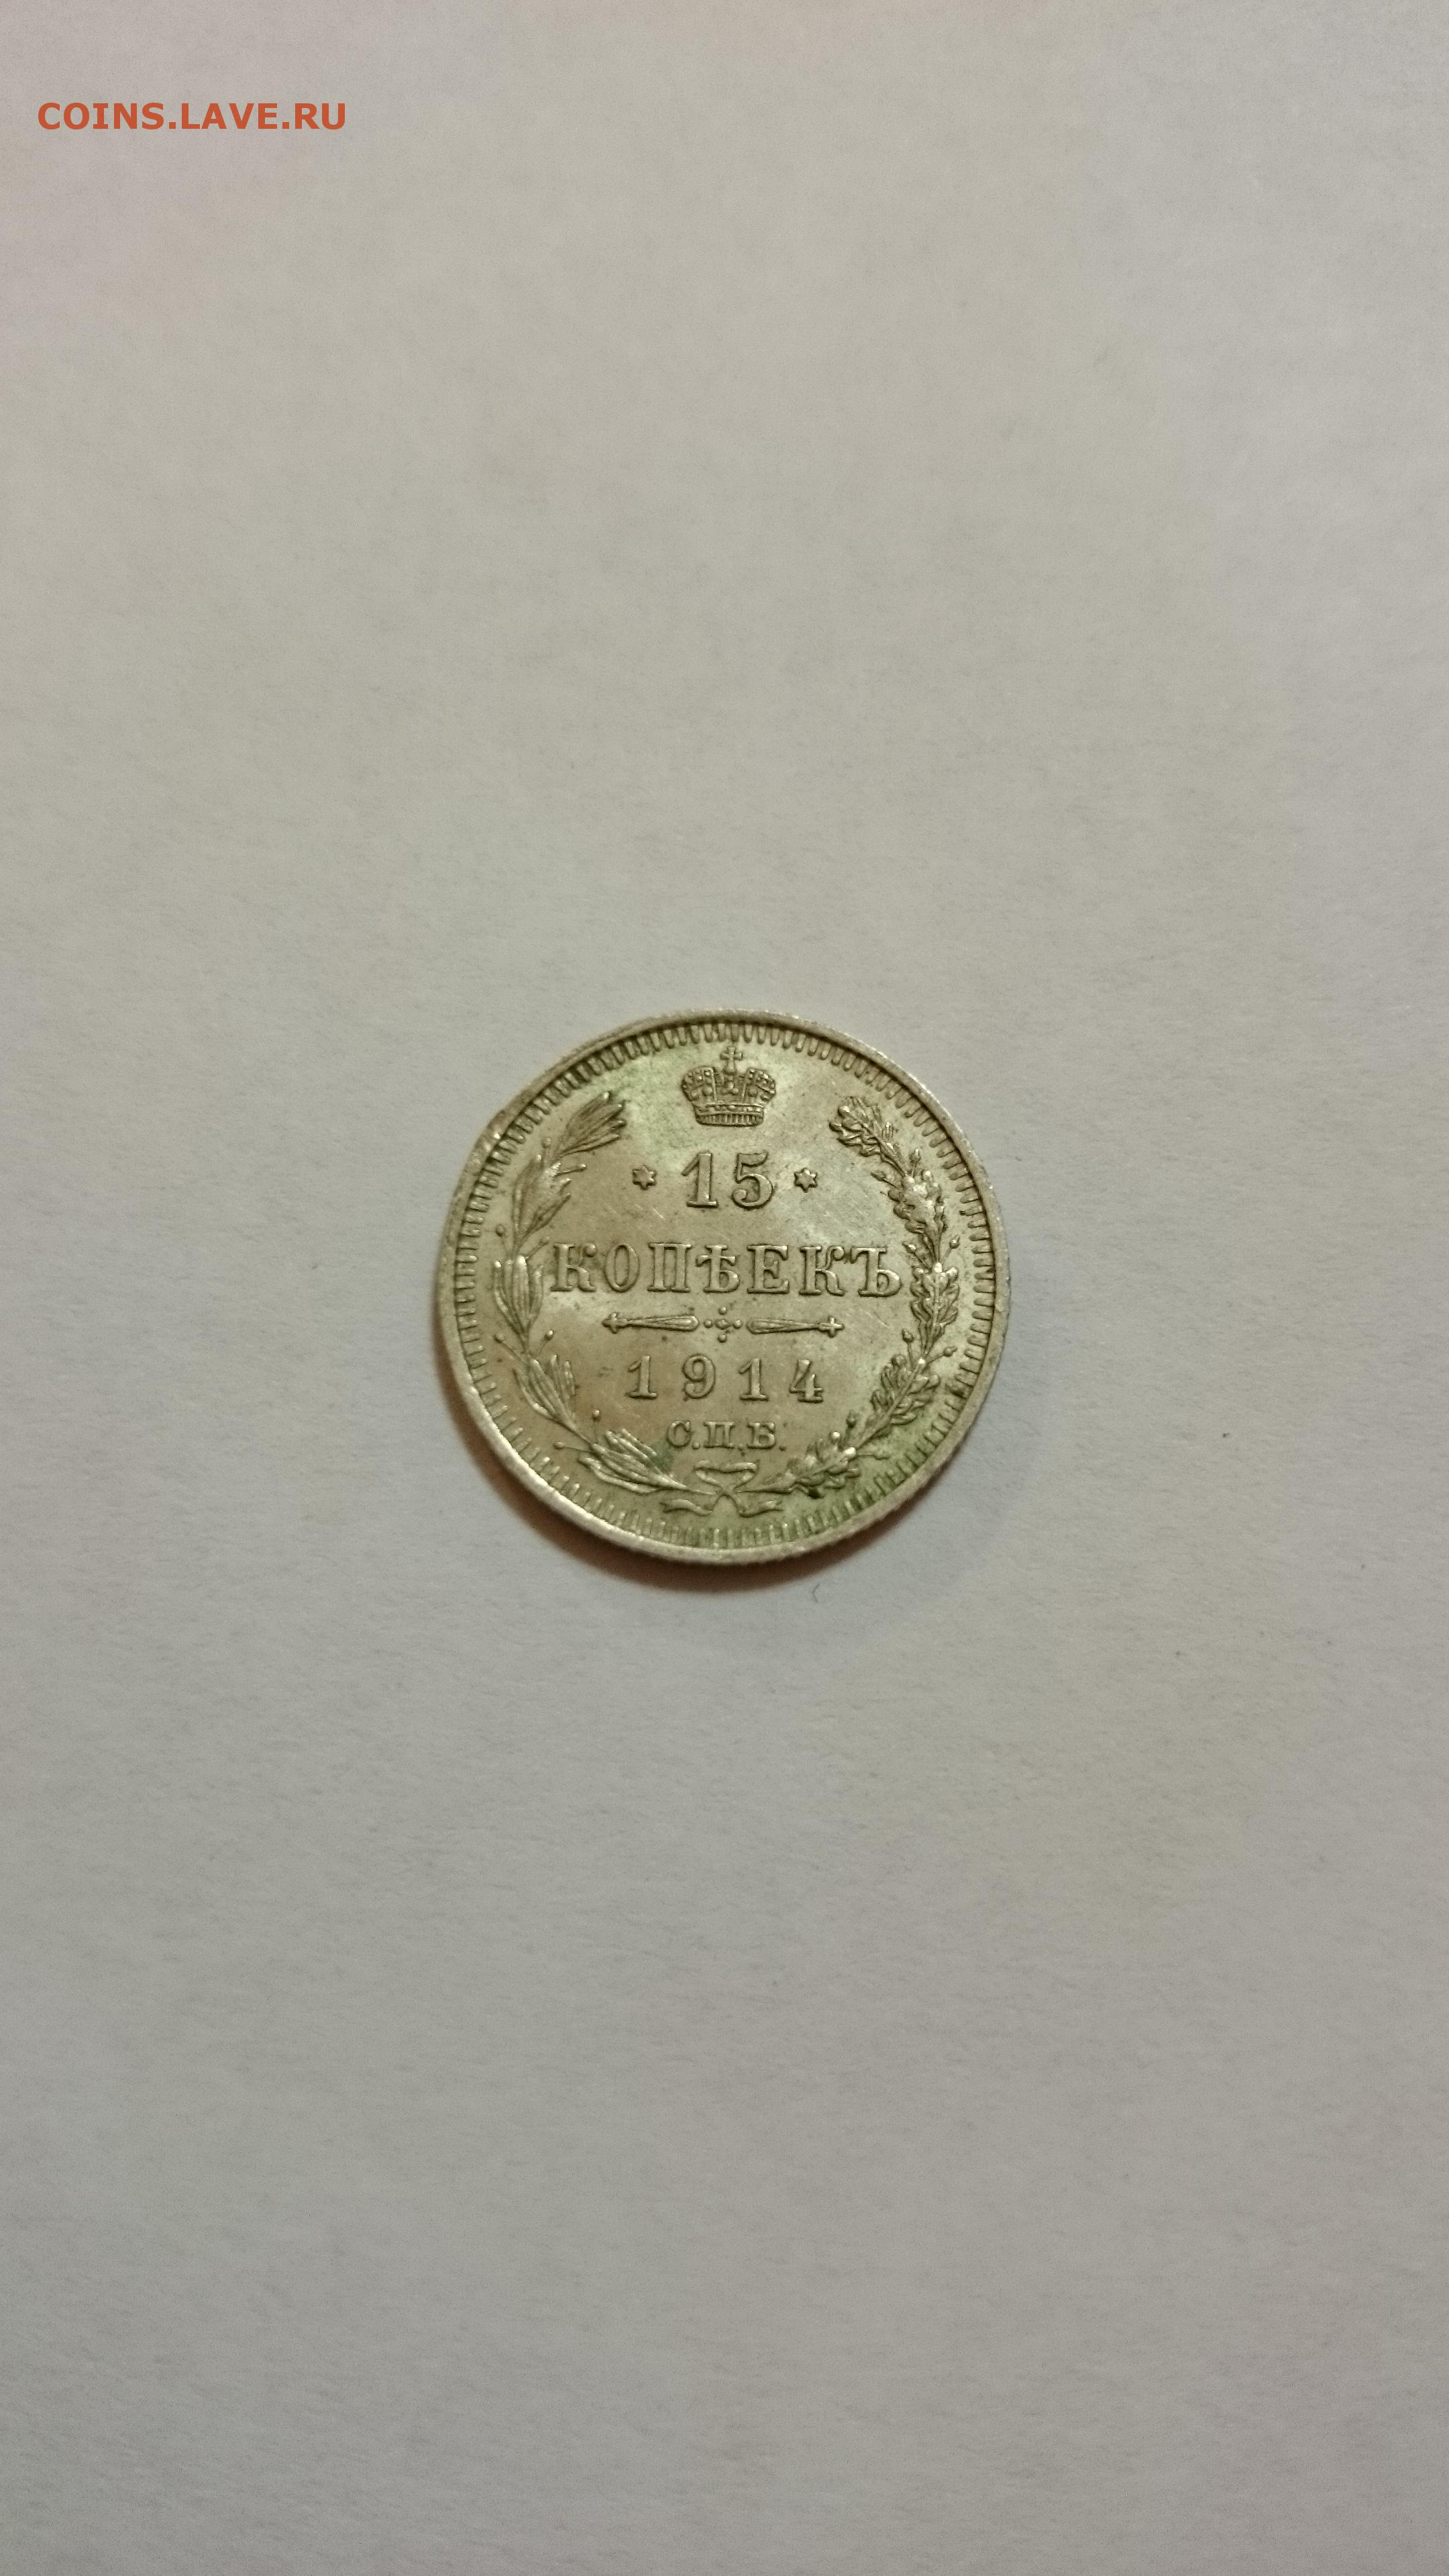 COINS.LAVE.RU
* 15 *
КОПѢЕКЪ
1914
С.П.Б.